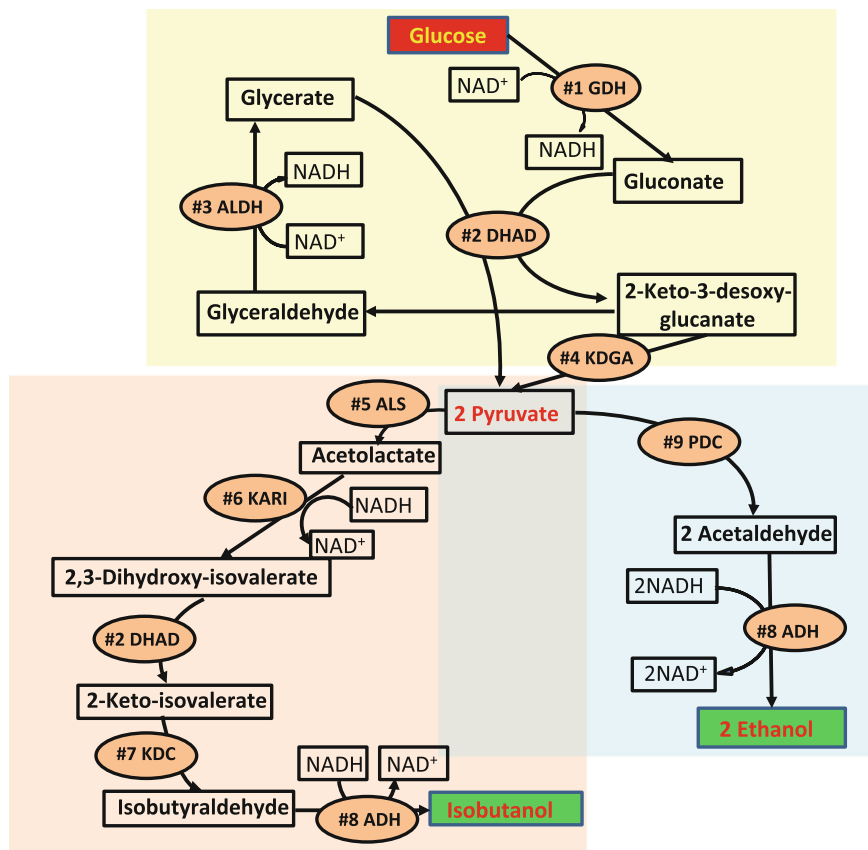 Glucose
NAD+
#1 GDH
NADH
Glycerate
Gluconate
NADH
#3 ALDH
NAD+
#2 DHAD
Glyceraldehyde
2-Keto-3-desoxy-
glucanate
#4 KDGA
2 Pyruvate
#5 ALS
Acetolactate
#9 PDC
#6 KARI
NADH
NAD+
2 Acetaldehyde
2,3-Dihydroxy-isovalerate
2NADH
#8 ADH
2NAD+
#2 DHAD
2-Keto-isovalerate
2 Ethanol
#7 KDC
NADH
NAD+
Isobutyraldehyde
#8 ADH
Isobutanol